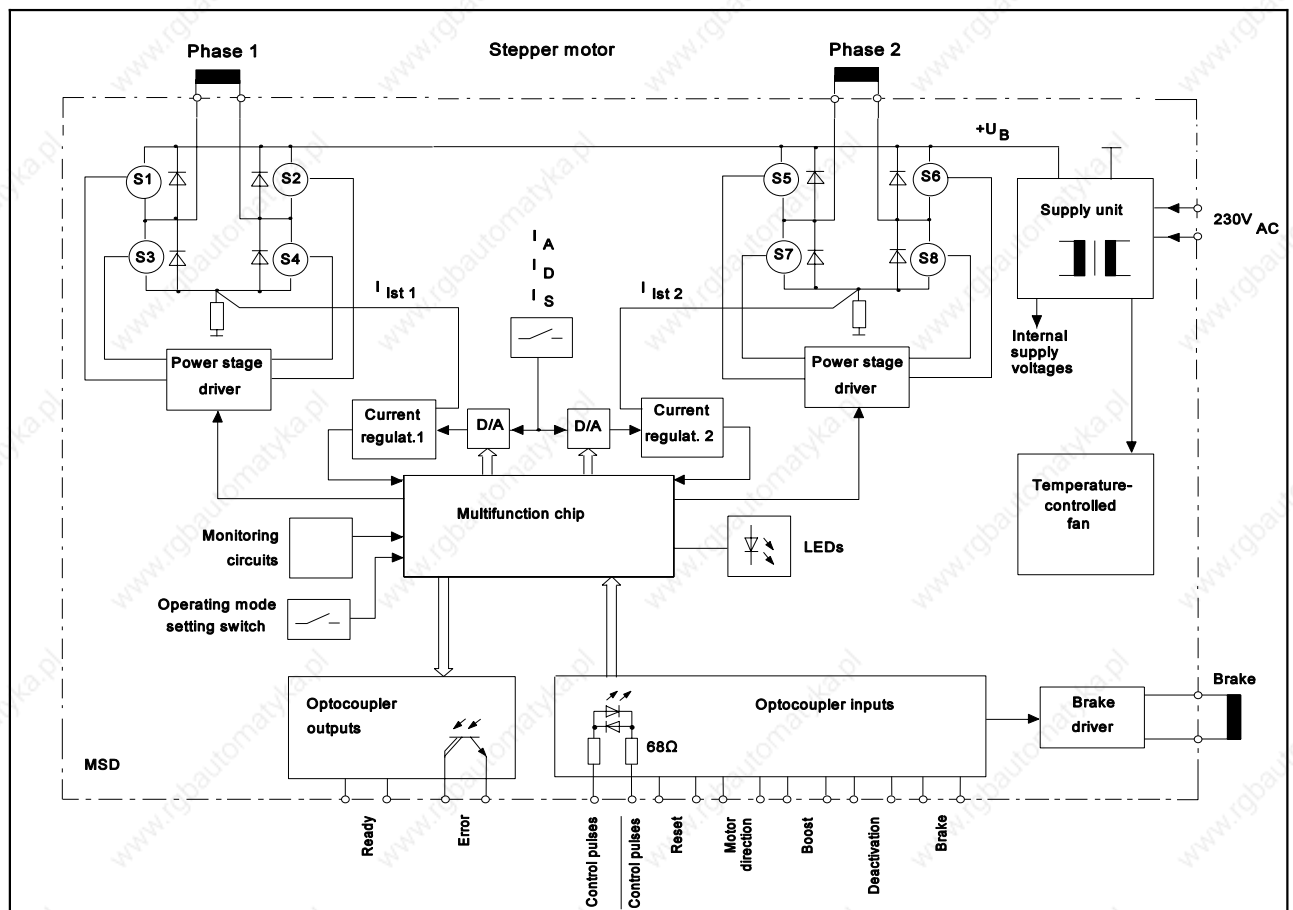 Phase 1
Stepper motor
Phase 2
+U B
S1
S2
S5
S6
Supply unit
230V AC
S3
S4
S7
S8
I A
I D
I S
I Ist 1
I Ist 2
Internal
supply
voltages
Power stage
driver
Power stage
driver
Current
regulat.1
D/A
D/A
Current
regulat. 2
Temperature-
controlled
fan
Multifunction chip
Monitoring
circuits
LEDs
Operating mode
setting switch
Optocoupler
outputs
Optocoupler inputs
68Ω
Brake
driver
Brake
MSD
Ready
Error
Control pulses
Control pulses
Reset
Motor
direction
Boost
Deactivation
Brake
www.rgbautomatyka.pl